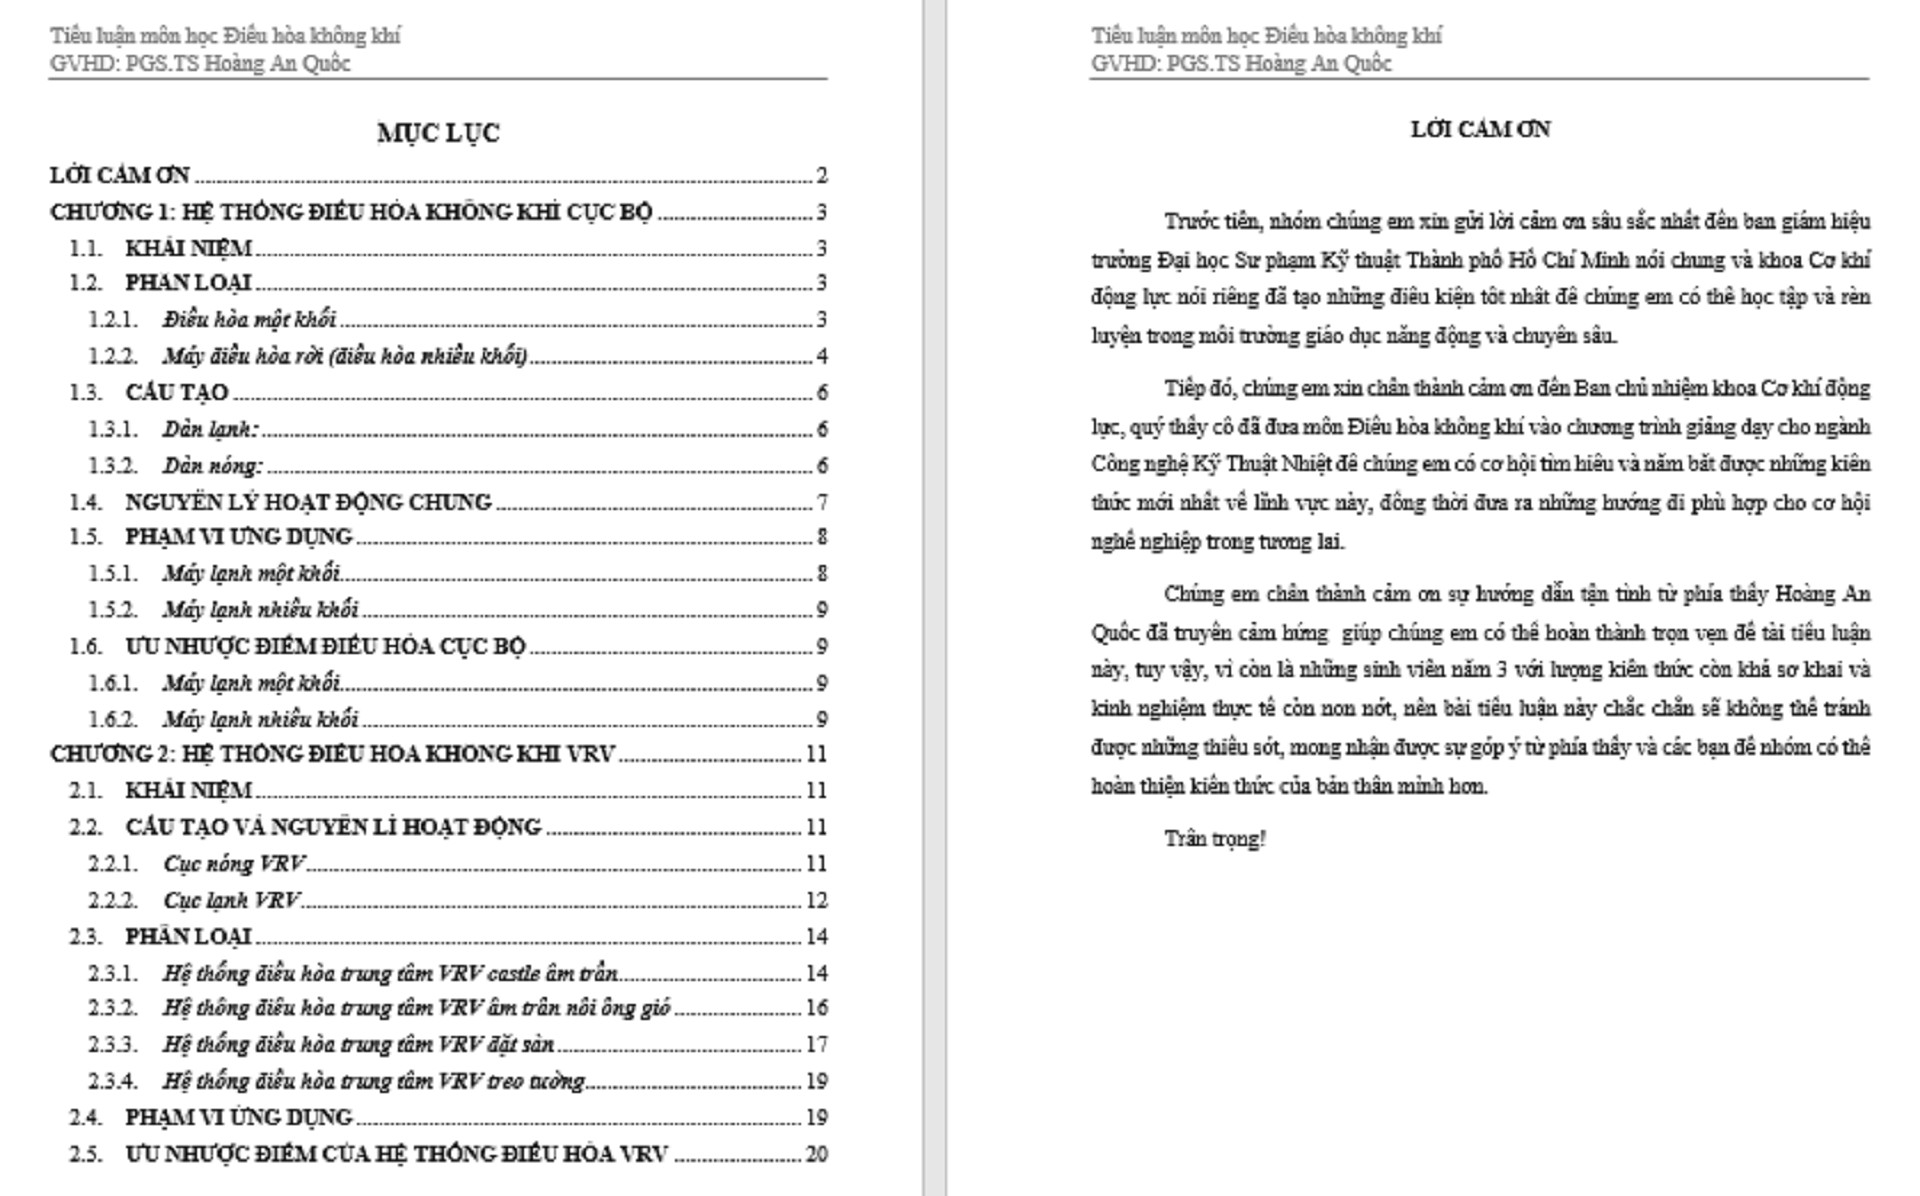 Tiểu luận môn học Điều hòa không khí
GVHD: PGS.TS Hoàng An Quốc
MỤC LỤC
LỜI CẢM ƠN 2
CHƯƠNG 1: HỆ THỐNG ĐIỀU HÒA KHÔNG KHÍ CỤC BỘ 3
1.1. KHÁI NIỆM 3
1.2. PHÂN LOẠI 3
1.2.1. Điều hòa một khối 3
1.2.2. Máy điều hòa rời (điều hòa nhiều khối) 4
1.3. CẤU TẠO 6
1.3.1. Dàn lạnh: 6
1.3.2. Dàn nóng: 6
1.4. NGUYÊN LÝ HOẠT ĐỘNG CHUNG 7
1.5. PHẠM VI ỨNG DỤNG 8
1.5.1. Máy lạnh một khối 8
1.5.2. Máy lạnh nhiều khối 9
1.6. ƯU NHƯỢC ĐIỂM ĐIỀU HÒA CỤC BỘ 9
1.6.1. Máy lạnh một khối 9
1.6.2. Máy lạnh nhiều khối 9
CHƯƠNG 2: HỆ THỐNG ĐIỀU HÒA KHÔNG KHÍ VRV 11
2.1. KHÁI NIỆM 11
2.2. CẤU TẠO VÀ NGUYÊN LÍ HOẠT ĐỘNG 11
2.2.1. Cục nóng VRV 11
2.2.2. Cục lạnh VRV 12
2.3. PHÂN LOẠI 14
2.3.1. Hệ thống điều hòa trung tâm VRV castle âm trần 14
2.3.2. Hệ thống điều hòa trung tâm VRV âm trần nối ống gió 16
2.3.3. Hệ thống điều hòa trung tâm VRV đặt sàn 17
2.3.4. Hệ thống điều hòa trung tâm VRV treo tường 19
2.4. PHẠM VI ỨNG DỤNG 19
2.5. ƯU NHƯỢC ĐIỂM CỦA HỆ THỐNG ĐIỀU HÒA VRV 20
Tiểu luận môn học Điều hòa không khí
GVHD: PGS.TS Hoàng An Quốc
LỜI CẢM ƠN
Trước tiên, nhóm chúng em xin gửi lời cảm ơn sâu sắc nhất đến ban giám hiệu
trường Đại học Sư phạm Kỹ thuật Thành phố Hồ Chí Minh nói chung và khoa Cơ khí
động lực nói riêng đã tạo những điều kiện tốt nhất để chúng em có thể học tập và rèn
luyện trong môi trường giáo dục năng động và chuyên sâu.
Tiếp đó, chúng em xin chân thành cảm ơn đến Ban chủ nhiệm khoa Cơ khí động
lực, quý thầy cô đã đưa môn Điều hòa không khí vào chương trình giảng dạy cho ngành
Công nghệ Kỹ Thuật Nhiệt để chúng em có cơ hội tìm hiểu và nắm bắt được những kiến
thức mới nhất về lĩnh vực này, đồng thời đưa ra những hướng đi phù hợp cho cơ hội
nghề nghiệp trong tương lai.
Chúng em chân thành cảm ơn sự hướng dẫn tận tình từ phía thầy Hoàng An
Quốc đã truyền cảm hứng giúp chúng em có thể hoàn thành trọn vẹn đề tài tiểu luận
này, tuy vậy, vì còn là những sinh viên năm 3 với lượng kiến thức còn khá sơ khai và
kinh nghiệm thực tế còn non nớt, nên bài tiểu luận này chắc chắn sẽ không thể tránh
được những thiếu sót, mong nhận được sự góp ý từ phía thầy và các bạn để nhóm có thể
hoàn thiện kiến thức của bản thân mình hơn.
Trân trọng!